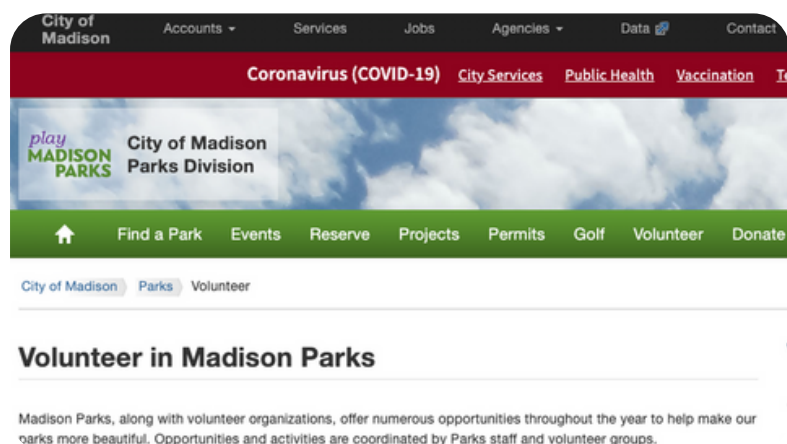 City of
Madison
Accounts
Services
Jobs
Agencies
Data
Contact
Coronavirus (COVID-19) City Services Public Health Vaccination
play
MADISON
PARKS
City of Madison
Parks Division
Find a Park Events Reserve Projects Permits Golf Volunteer Donate
City of Madison Parks Volunteer
Volunteer in Madison Parks
Madison Parks, along with volunteer organizations, offer numerous opportunities throughout the year to help make our
parks more beautiful. Opportunities and activities are coordinated by Parks staff and volunteer groups.